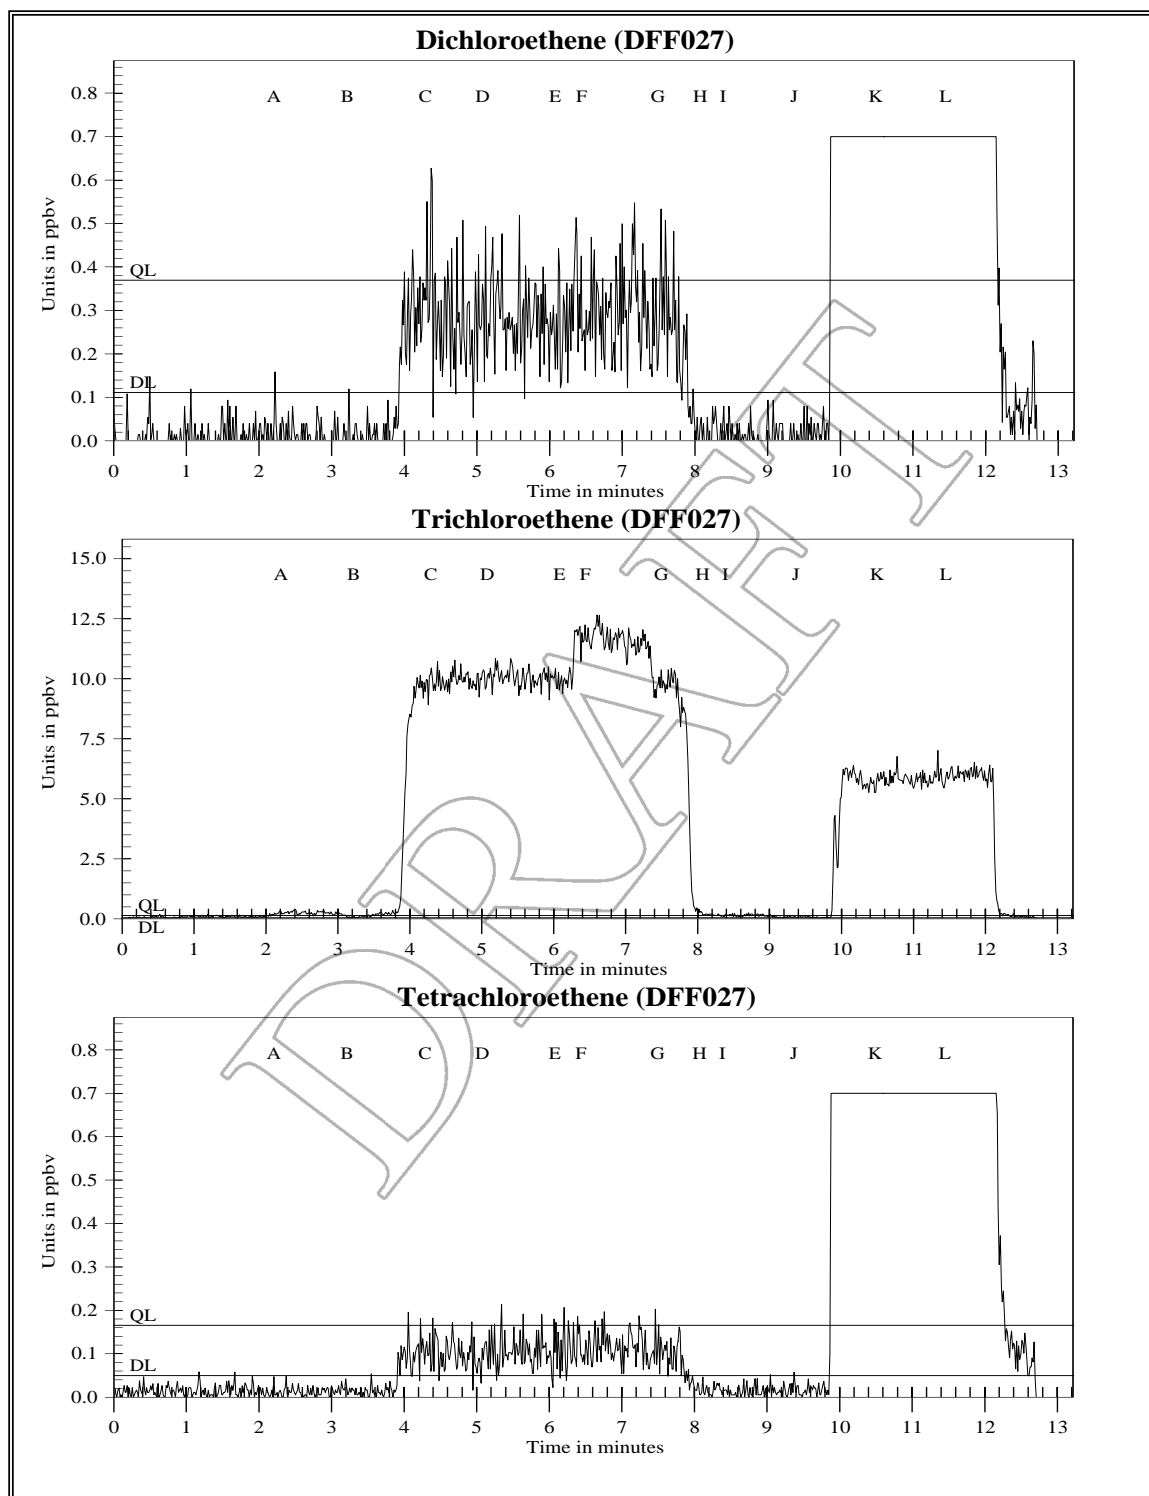 Dichloroethene (DFF027)
A B C D E F G H I J K L
Units in ppbv
0.8
0.7
0.6
0.5
0.4
QL
0.3
0.2
DL
0.1
0.0
0 1 2 3 4 5 6 7 8 9 10 11 12 13
Time in minutes
Trichloroethene (DFF027)
15.0
A B C D E F G H I J K L
Units in ppbv
12.5
10.0
7.5
5.0
2.5
QL
0.0
DL
0 1 2 3 4 5 6 7 8 9 10 11 12 13
Time in minutes
Tetrachloroethene (DFF027)
A B C D E F G H I J K L
Units in ppbv
0.8
0.7
0.6
0.5
0.4
0.3
0.2
QL
0.1
DL
0.0
0 1 2 3 4 5 6 7 8 9 10 11 12 13
Time in minutes
DRAFT